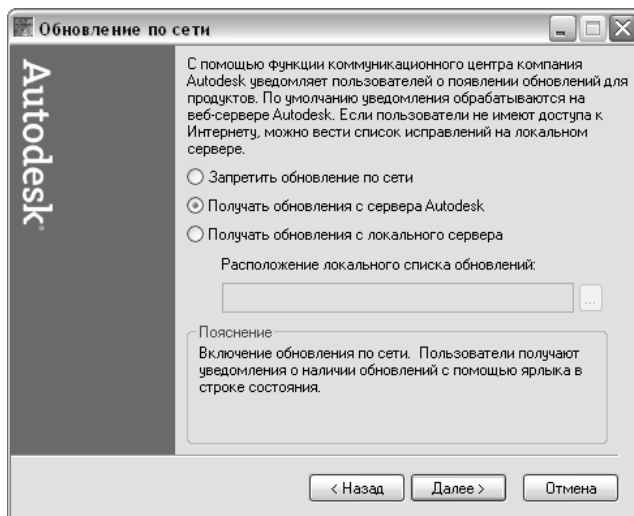 Обновление по сети
Autodesk
С помощью функции коммуникационного центра компания
Autodesk уведомляет пользователей о появлении обновлений для
продуктов. По умолчанию уведомления обрабатываются на
веб-сервере Autodesk. Если пользователи не имеют доступа к
Интернету, можно вести список исправлений на локальном
сервере.
Запретить обновление по сети
Получать обновления с сервера Autodesk
Получать обновления с локального сервера
Расположение локального списка обновлений:
...
Пояснение
Включение обновления по сети. Пользователи получают
уведомления о наличии обновлений с помощью ярлыка в
строке состояния.
< Назад
Далее >
Отмена